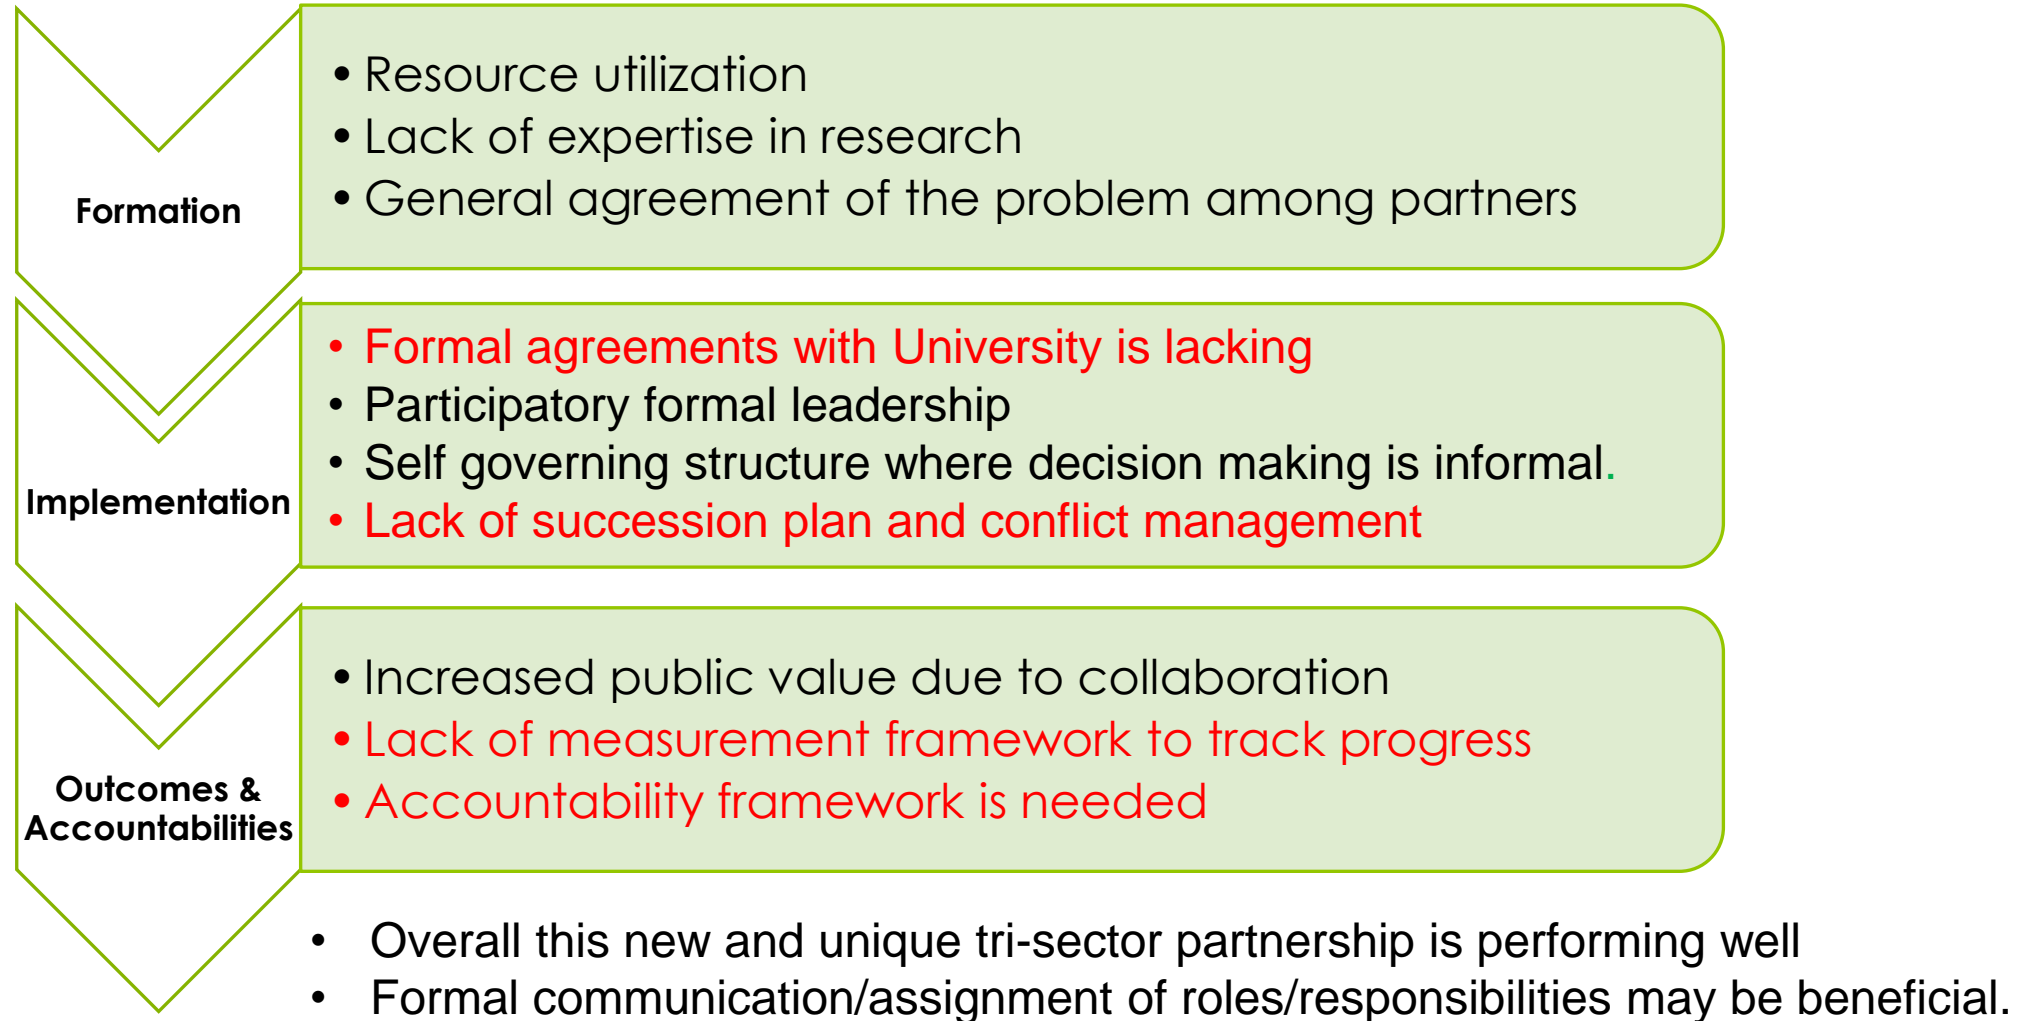 Formation
• Resource utilization
• Lack of expertise in research
• General agreement of the problem among partners
Implementation
• Formal agreements with University is lacking
• Participatory formal leadership
• Self governing structure where decision making is informal.
• Lack of succession plan and conflict management
Outcomes &
Accountabilities
• Increased public value due to collaboration
• Lack of measurement framework to track progress
• Accountability framework is needed
• Overall this new and unique tri-sector partnership is performing well
• Formal communication/assignment of roles/responsibilities may be beneficial.